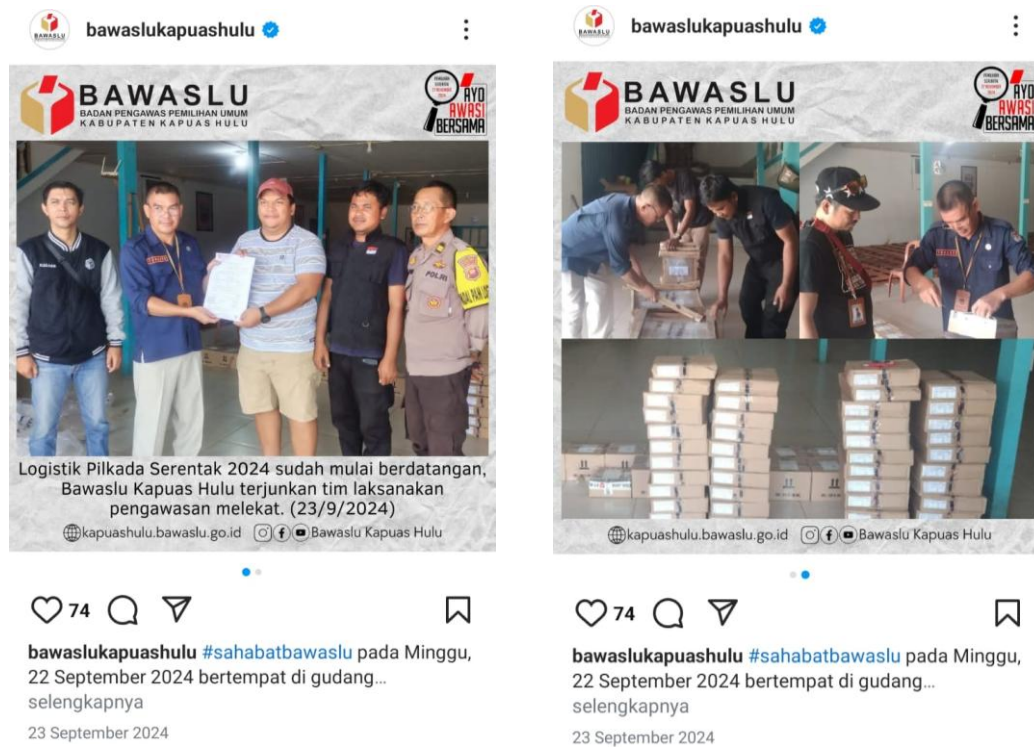 bawaslukapuashulu
BAWASLU
BADAN PENGAWAS PEMILIHAN UMUM
KABUPATEN KAPUAS HULU
AYO
AWASI
BERSAMA
POLRI
Logistik Pilkada Serentak 2024 sudah mulai berdatangan,
Bawaslu Kapuas Hulu terjunkan tim laksanakan
pengawasan melekat. (23/9/2024)
kapuashulu.bawaslu.go.id Bawaslu Kapuas Hulu
74
bawaslukapuashulu #sahabatbawaslu pada Minggu,
22 September 2024 bertempat di gudang...
selengkapnya
23 September 2024
bawaslukapuashulu
BAWASLU
BADAN PENGAWAS PEMILIHAN UMUM
KABUPATEN KAPUAS HULU
AYO
AWASI
BERSAMA
kapuashulu.bawaslu.go.id Bawaslu Kapuas Hulu
74
bawaslukapuashulu #sahabatbawaslu pada Minggu,
22 September 2024 bertempat di gudang...
selengkapnya
23 September 2024